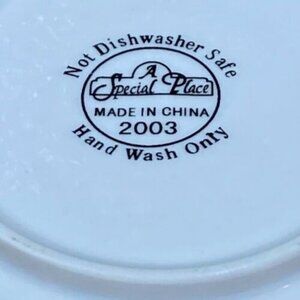 Not Dishwasher Safe
A
Special Place
MADE IN CHINA
2003
Hand Wash Only